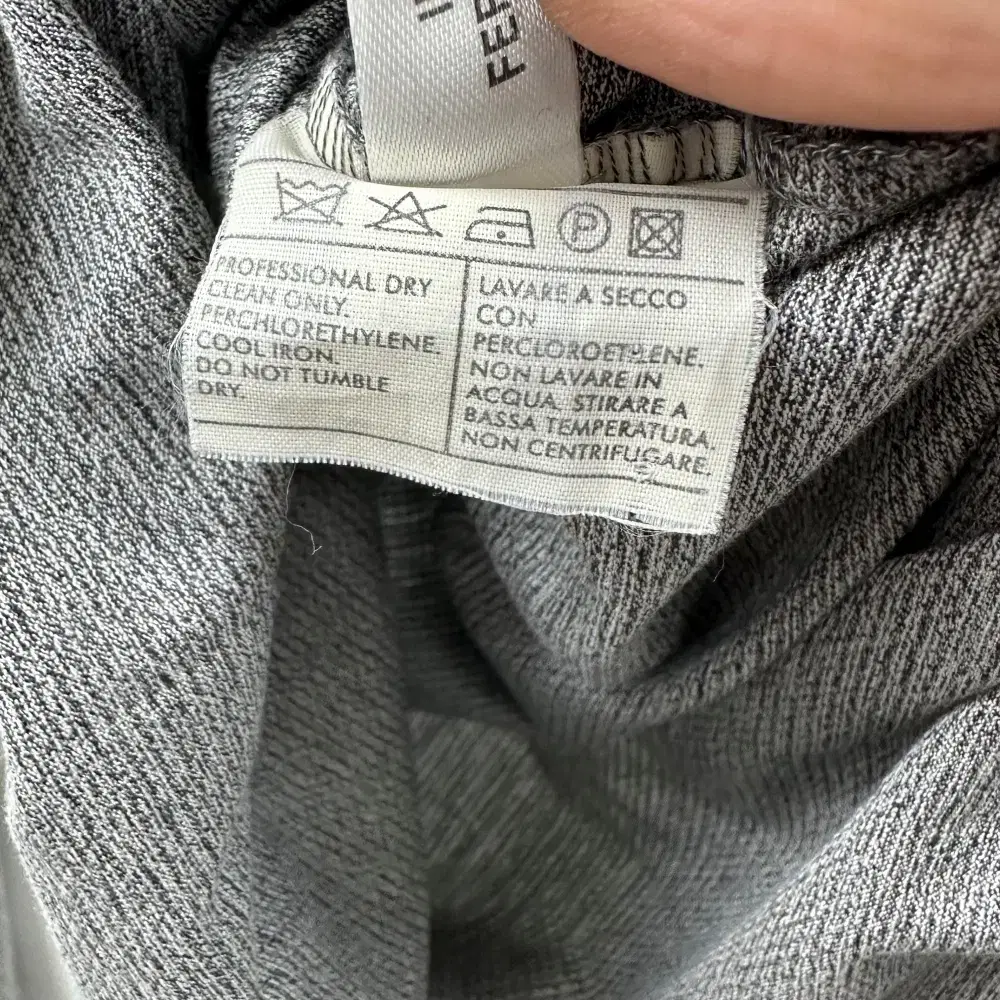 FER
P
PROFESSIONAL DRY
CLEAN ONLY.
PERCHLORETHYLENE.
COOL IRON.
DO NOT TUMBLE
DRY.
LAVARE A SECCO
CON
PERCLOROETILENE.
NON LAVARE IN
ACQUA. STIRARE A
BASSA TEMPERATURA.
NON CENTRIFUGARE.